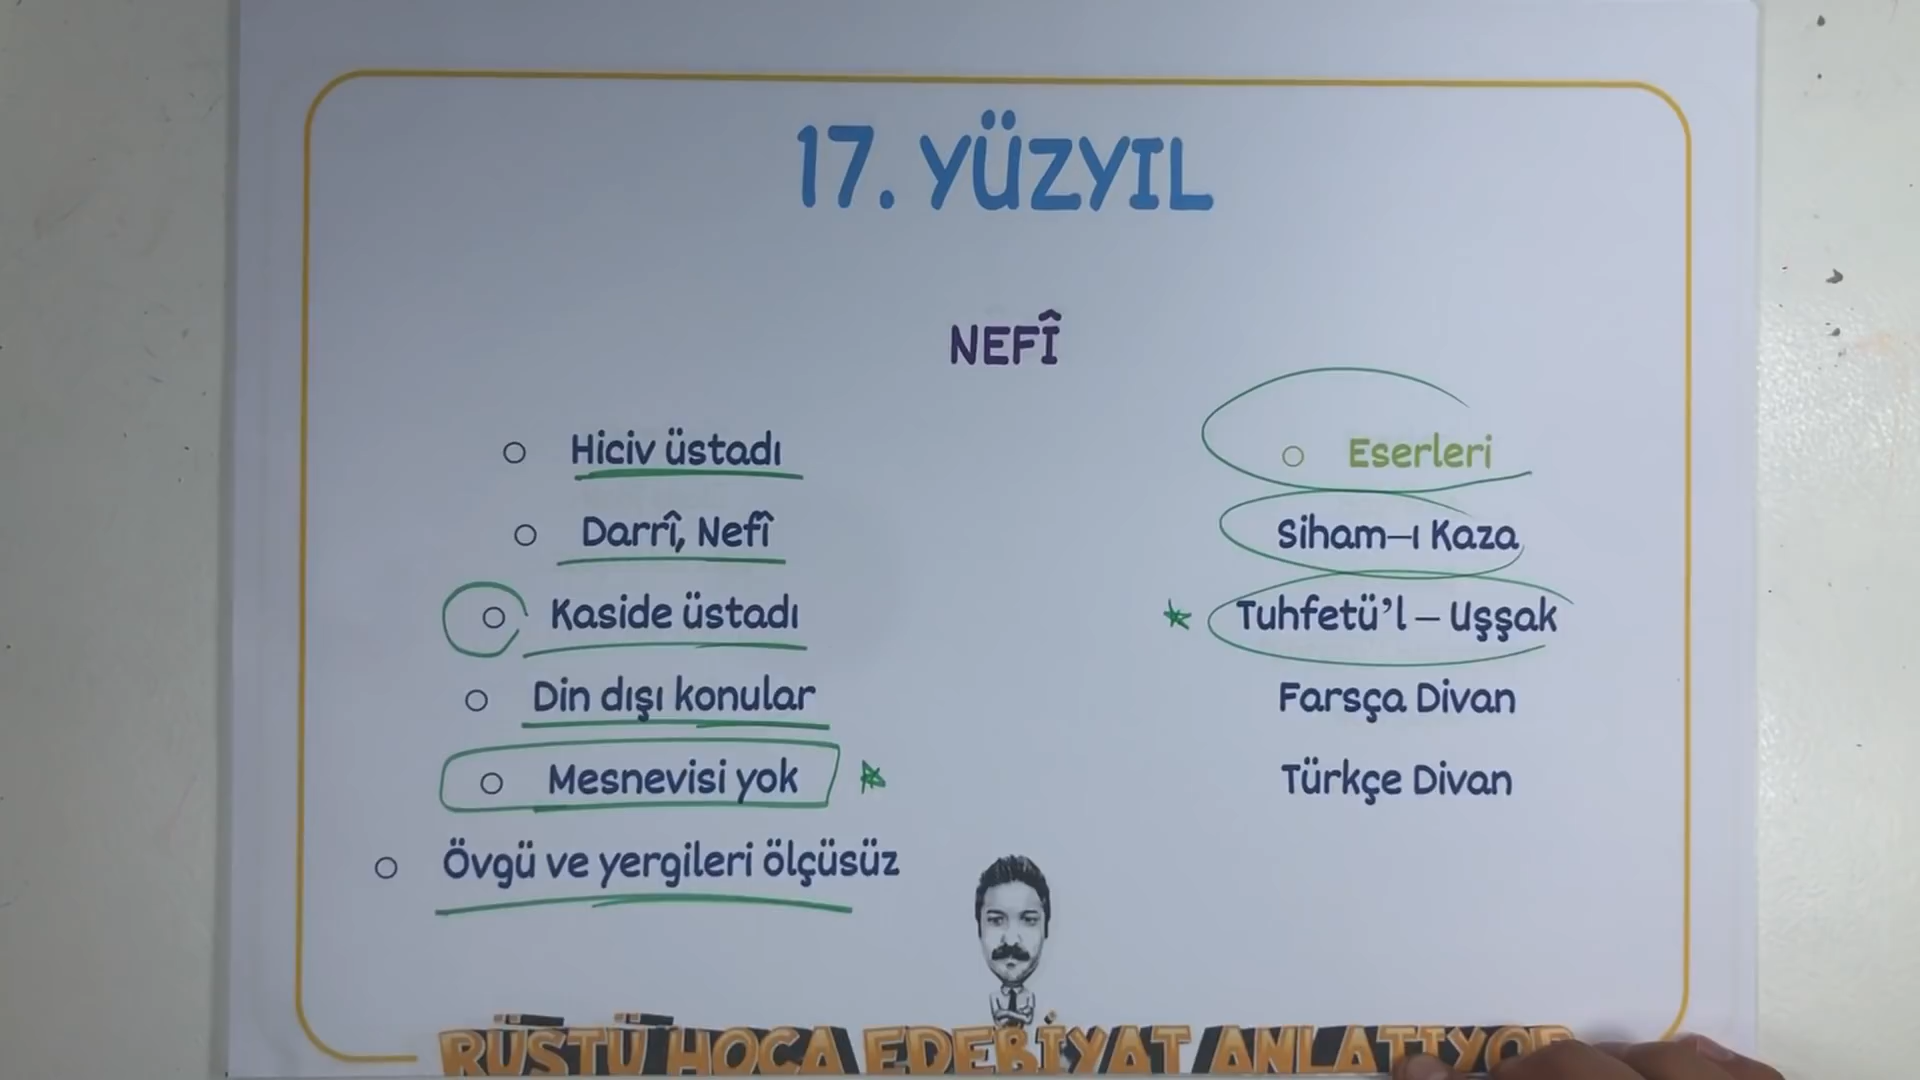 17. YÜZYIL
NEFÎ
Hiciv üstadı
Darrî, Nefî
Kaside üstadı
Din dışı konular
Mesnevisi yok
Övgü ve yergileri ölçüsüz
Eserleri
Siham-ı Kaza
Tuhfetü'l – Uşşak
Farsça Divan
Türkçe Divan
RÜŞTÜ HOCA EDEBİYAT ANLATIYOR